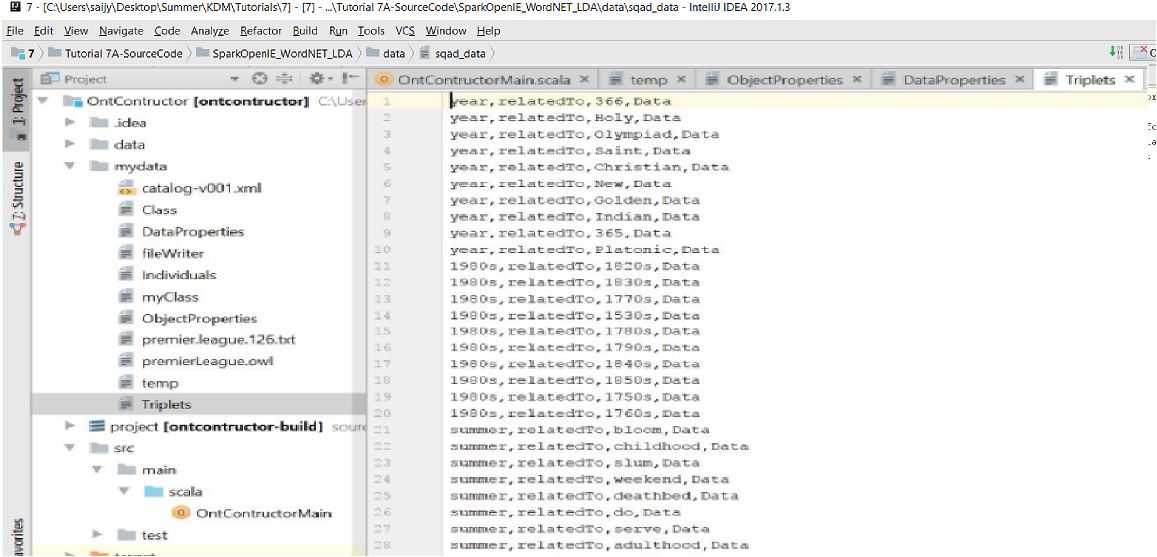 7 - [C:\Users\saijy\Desktop\Summer\KDM\Tutorials\7] - [7] - ...\Tutorial 7A-SourceCode\SparkOpenIE_WordNET_LDA\data\sqad_data - IntelliJ IDEA 2017.1.3
File Edit View Navigate Code Analyze Refactor Build Run Tools VCS Window Help
7 Tutorial 7A-SourceCode SparkOpenIE_WordNET_LDA data sqad_data
Project OntContructorMain.scala temp ObjectProperties DataProperties Triplets
1: Project
Z: Structure
avorites
OntContructor [ontcontructor] C:\User
.idea
data
mydata
catalog-v001.xml
Class
DataProperties
fileWriter
Individuals
myClass
ObjectProperties
premier.league.126.txt
premierLeague.owl
temp
Triplets
project [ontcontructor-build] source
src
main
scala
OntContructorMain
test
1 year,relatedTo,366,Data
2 year,relatedTo,Holy,Data
3 year,relatedTo,Olympiad,Data
4 year,relatedTo,Saint,Data
5 year,relatedTo,Christian,Data
6 year,relatedTo,New,Data
7 year,relatedTo,Golden,Data
8 year,relatedTo,Indian,Data
9 year,relatedTo,365,Data
10 year,relatedTo,Platonic,Data
11 1980s,relatedTo,1820s,Data
12 1980s,relatedTo,1830s,Data
13 1980s,relatedTo,1770s,Data
14 1980s,relatedTo,1530s,Data
15 1980s,relatedTo,1780s,Data
16 1980s,relatedTo,1790s,Data
17 1980s,relatedTo,1840s,Data
18 1980s,relatedTo,1850s,Data
19 1980s,relatedTo,1750s,Data
20 1980s,relatedTo,1760s,Data
21 summer,relatedTo,bloom,Data
22 summer,relatedTo,childhood,Data
23 summer,relatedTo,slum,Data
24 summer,relatedTo,weekend,Data
25 summer,relatedTo,deathbed,Data
26 summer,relatedTo,do,Data
27 summer,relatedTo,serve,Data
28 summer,relatedTo,adulthood,Data